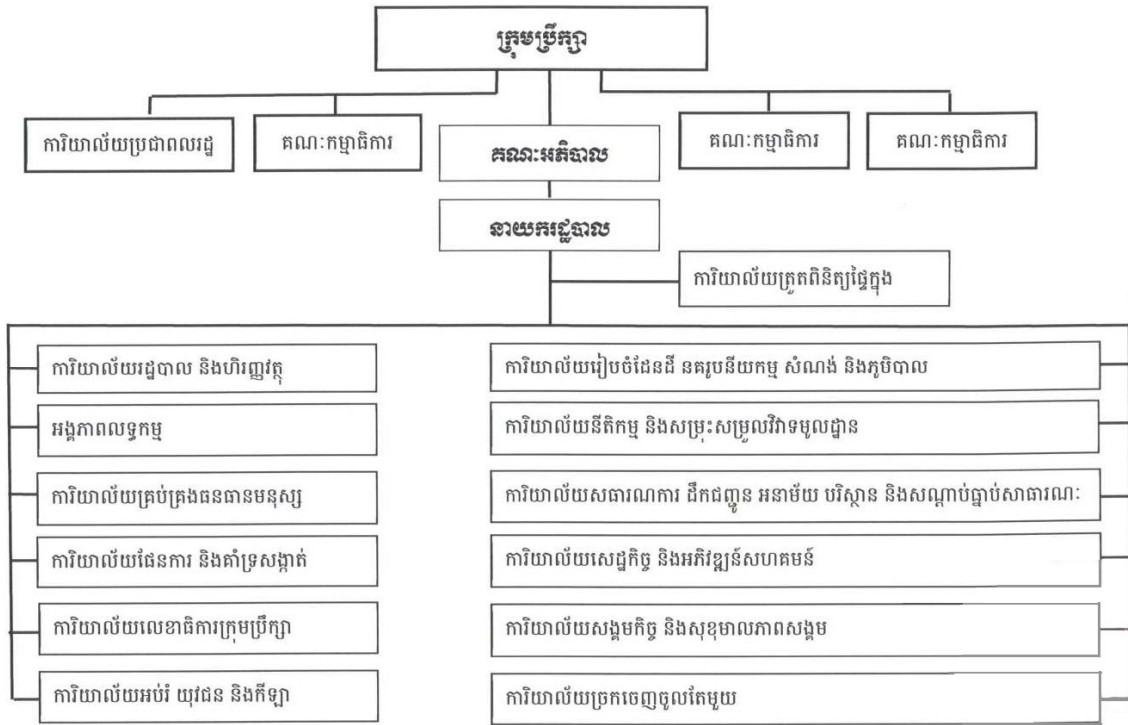 ក្រុមប្រឹក្សា
ការិយាល័យប្រជាពលរដ្ឋ
គណៈកម្មាធិការ
គណៈអភិបាល
គណៈកម្មាធិការ
គណៈកម្មាធិការ
នាយករដ្ឋបាល
ការិយាល័យត្រួតពិនិត្យផ្ទៃក្នុង
ការិយាល័យរដ្ឋបាល និងហិរញ្ញវត្ថុ
អង្គភាពលទ្ធកម្ម
ការិយាល័យគ្រប់គ្រងធនធានមនុស្ស
ការិយាល័យផែនការ និងគាំទ្រសង្កាត់
ការិយាល័យលេខាធិការក្រុមប្រឹក្សា
ការិយាល័យអប់រំ យុវជន និងកីឡា
ការិយាល័យរៀបចំដែនដី នគរូបនីយកម្ម សំណង់ និងភូមិបាល
ការិយាល័យនីតិកម្ម និងសម្រុះសម្រួលវិវាទមូលដ្ឋាន
ការិយាល័យសធារណការ ដឹកជញ្ជូន អនាម័យ បរិស្ថាន និងសណ្តាប់ធ្នាប់សាធារណៈ
ការិយាល័យសេដ្ឋកិច្ច និងអភិវឌ្ឍន៍សហគមន៍
ការិយាល័យសង្គមកិច្ច និងសុខុមាលភាពសង្គម
ការិយាល័យច្រកចេញចូលតែមួយ